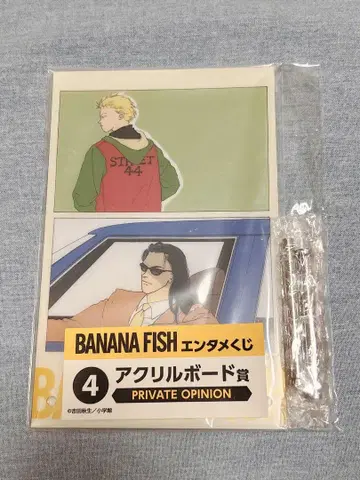 STREET
44
BANANA FISH エンタメくじ
4 アクリルボード賞
PRIVATE OPINION
©吉田秋生/小学館
BA